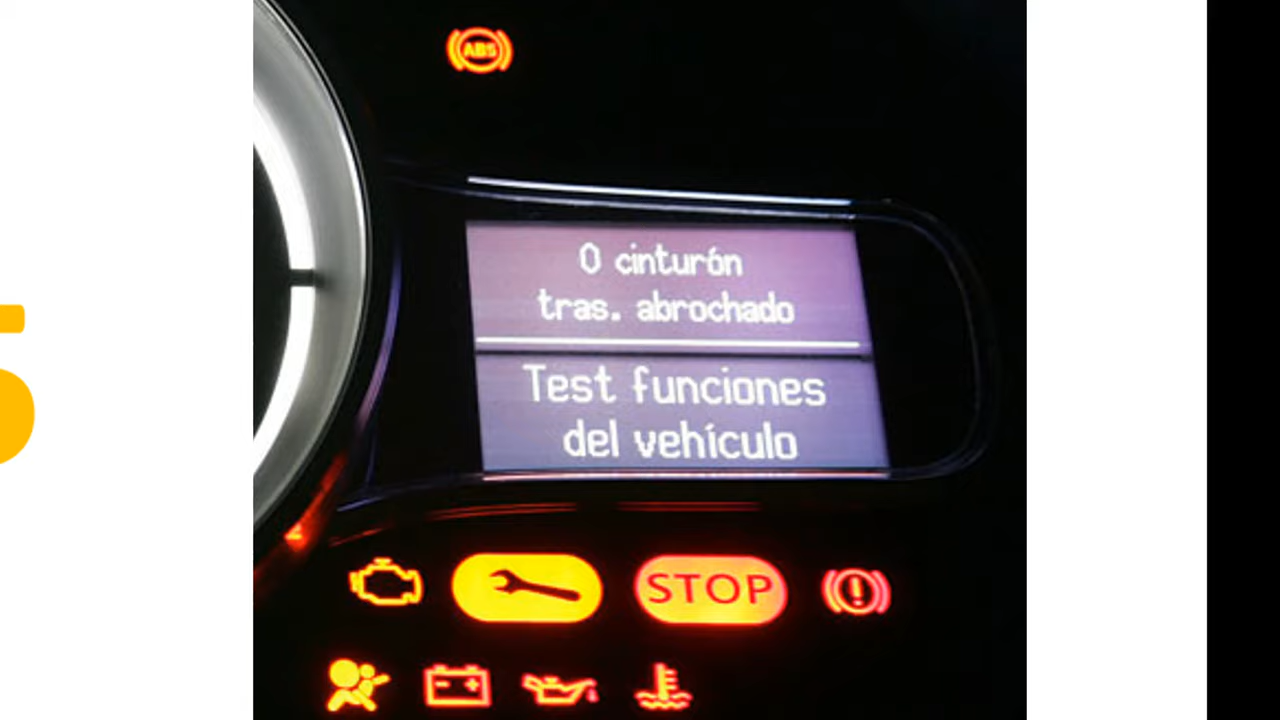 ABS
0 cinturón
tras. abrochado
Test funciones
del vehículo
STOP